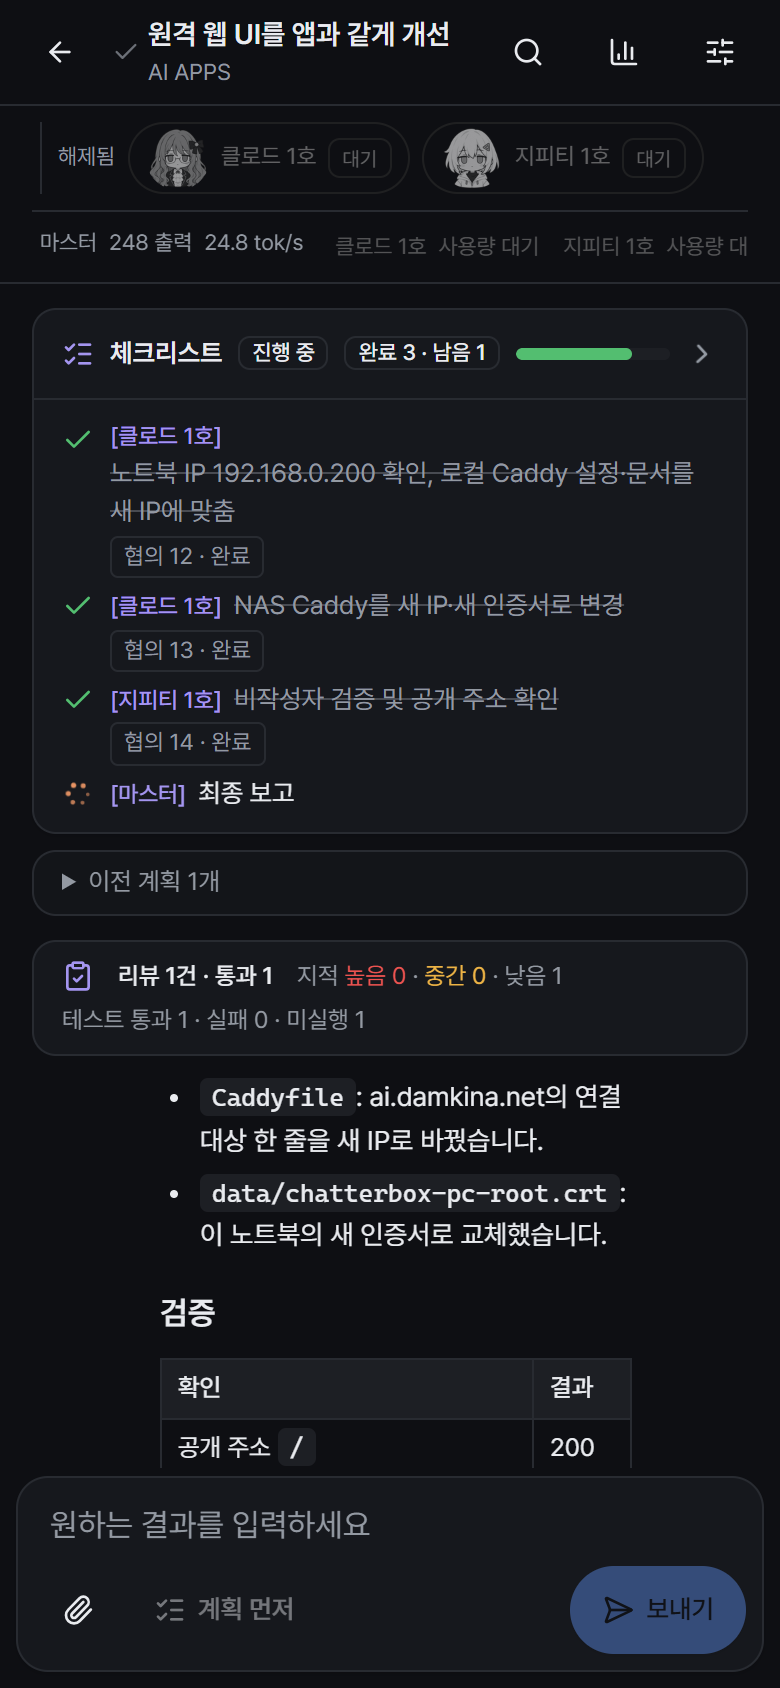 원격 웹 UI를 앱과 같게 개선
AI APPS
해제됨 클로드 1호 대기 지피티 1호 대기
마스터 248 출력 24.8 tok/s 클로드 1호 사용량 대기 지피티 1호 사용량 대
체크리스트 진행 중 완료 3 · 남음 1
[클로드 1호]
노트북 IP 192.168.0.200 확인, 로컬 Caddy 설정·문서를
새 IP에 맞춤
협의 12 · 완료
[클로드 1호] NAS Caddy를 새 IP·새 인증서로 변경
협의 13 · 완료
[지피티 1호] 비작성자 검증 및 공개 주소 확인
협의 14 · 완료
[마스터] 최종 보고
이전 계획 1개
리뷰 1건 · 통과 1 지적 높음 0 · 중간 0 · 낮음 1
테스트 통과 1 · 실패 0 · 미실행 1
• Caddyfile : ai.damkina.net의 연결
대상 한 줄을 새 IP로 바꿨습니다.
• data/chatterbox-pc-root.crt :
이 노트북의 새 인증서로 교체했습니다.
검증
확인 결과
공개 주소 / 200
원하는 결과를 입력하세요
계획 먼저 보내기